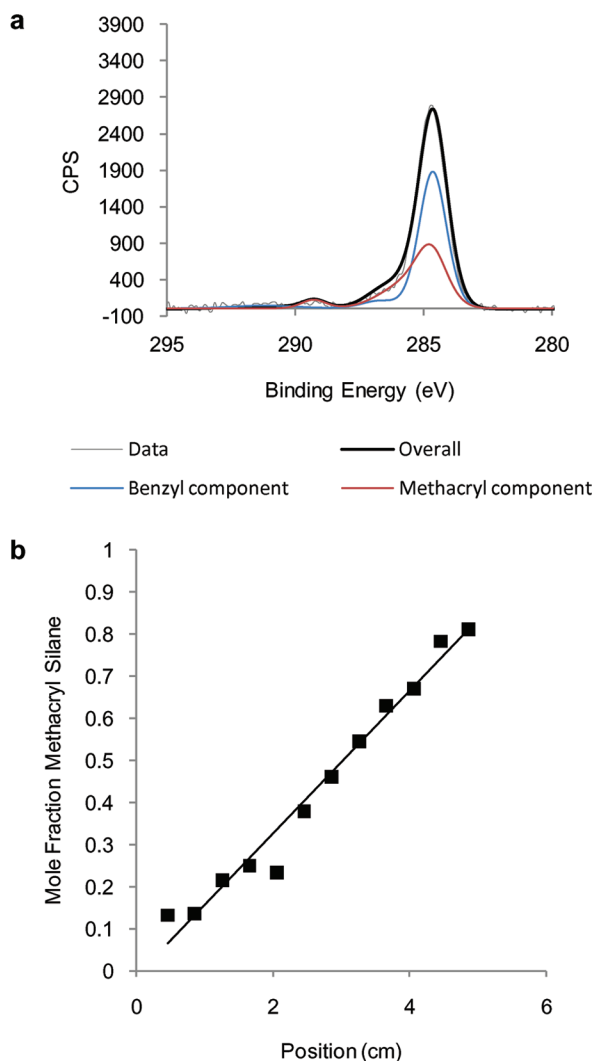 a
3900
3400
2900
2400
1900
1400
900
400
-100
CPS
295 290 285 280
Binding Energy (eV)
Data Overall
Benzyl component Methacryl component
b
1
0.9
0.8
0.7
0.6
0.5
0.4
0.3
0.2
0.1
0
Mole Fraction Methacryl Silane
0 2 4 6
Position (cm)